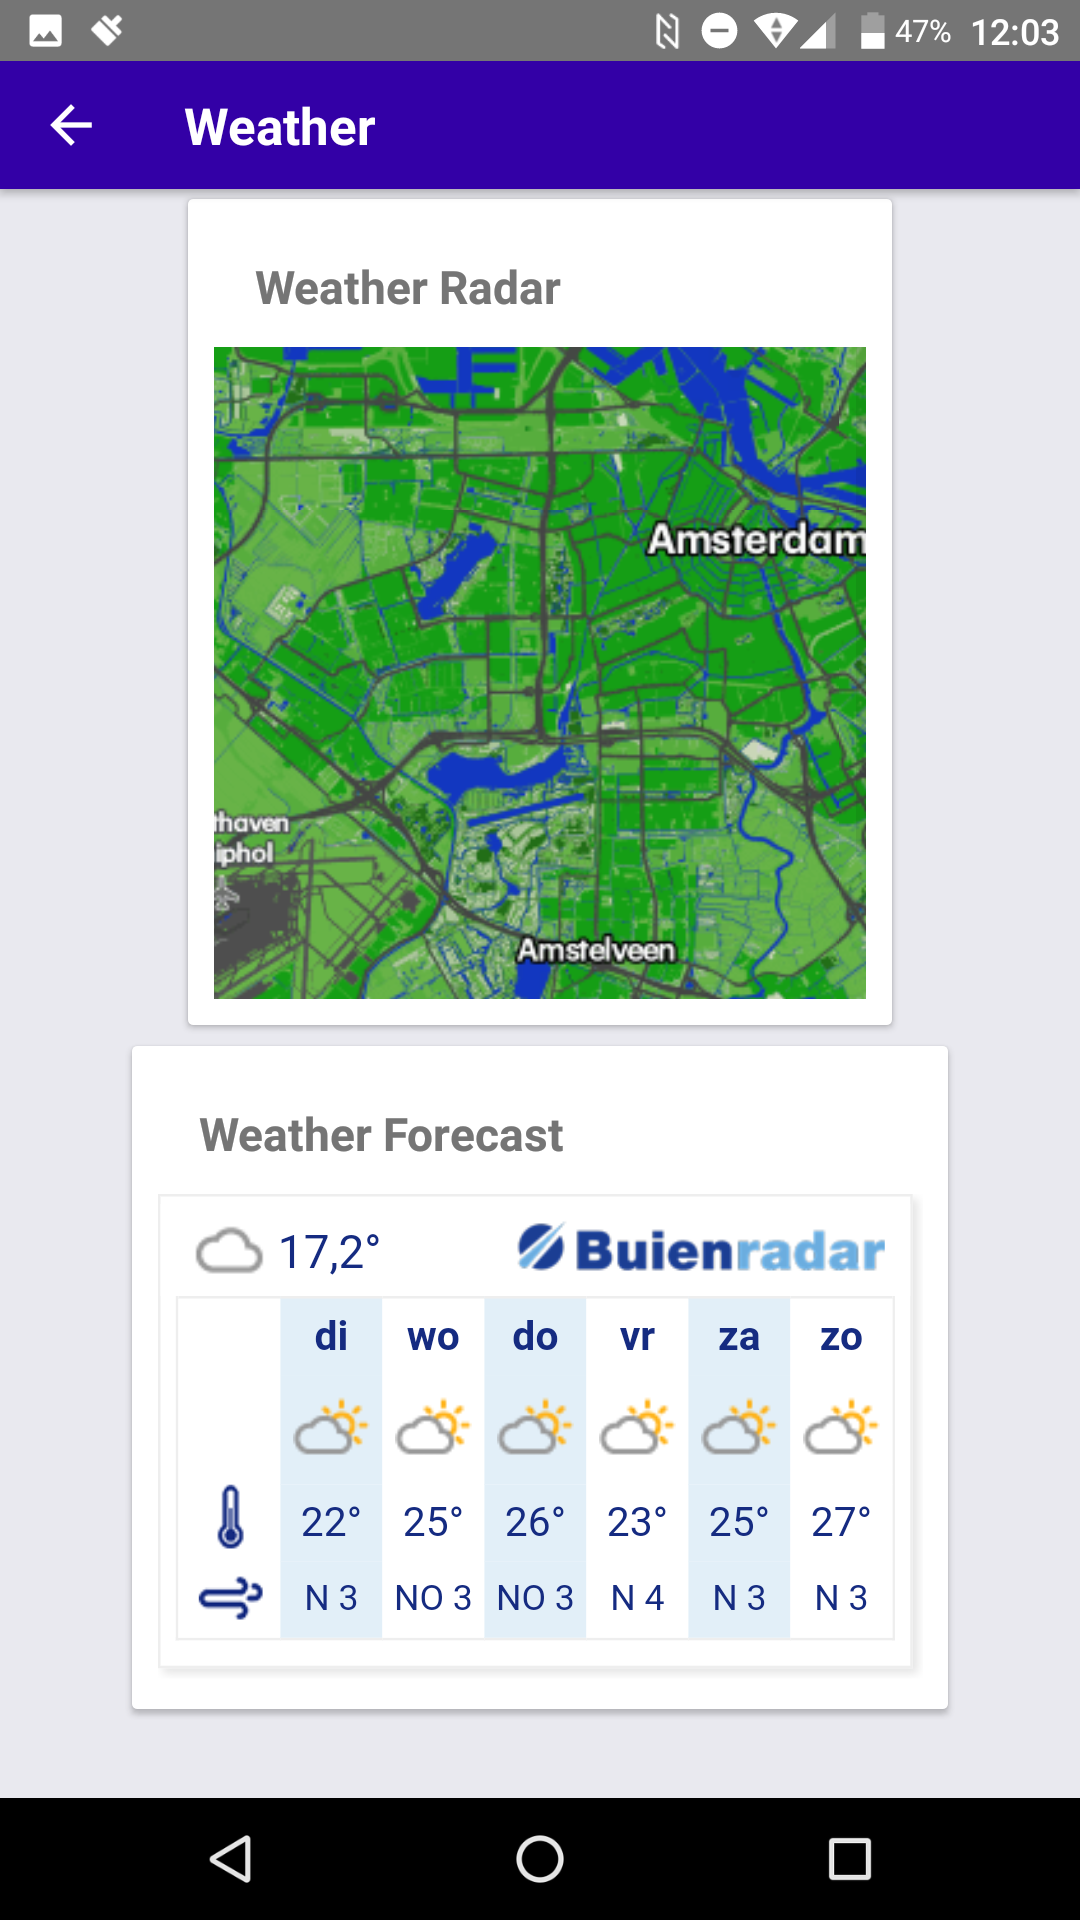 47% 12:03
Weather
Weather Radar
Amsterdam
thaven
iphol
Amstelveen
Weather Forecast
17,2° Buienradar
di wo do vr za zo
22° 25° 26° 23° 25° 27°
N 3 NO 3 NO 3 N 4 N 3 N 3